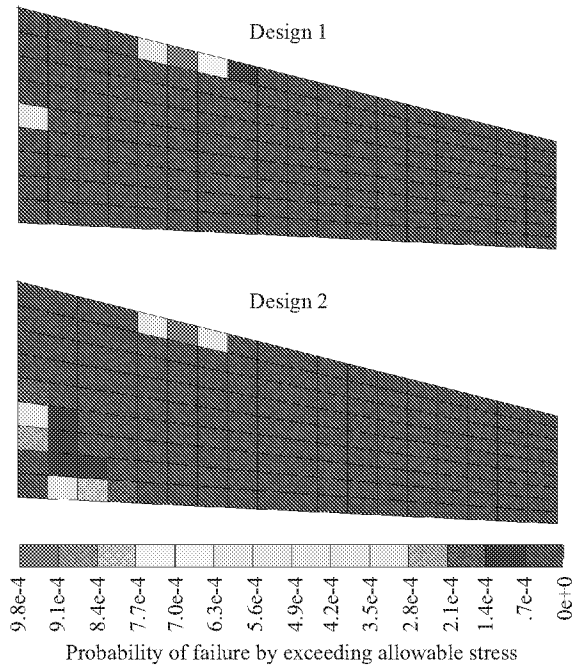 Design 1
Design 2
9.8e-4
9.1e-4
8.4e-4
7.7e-4
7.0e-4
6.3e-4
5.6e-4
4.9e-4
4.2e-4
3.5e-4
2.8e-4
2.1e-4
1.4e-4
.7e-4
0e+0
Probability of failure by exceeding allowable stress